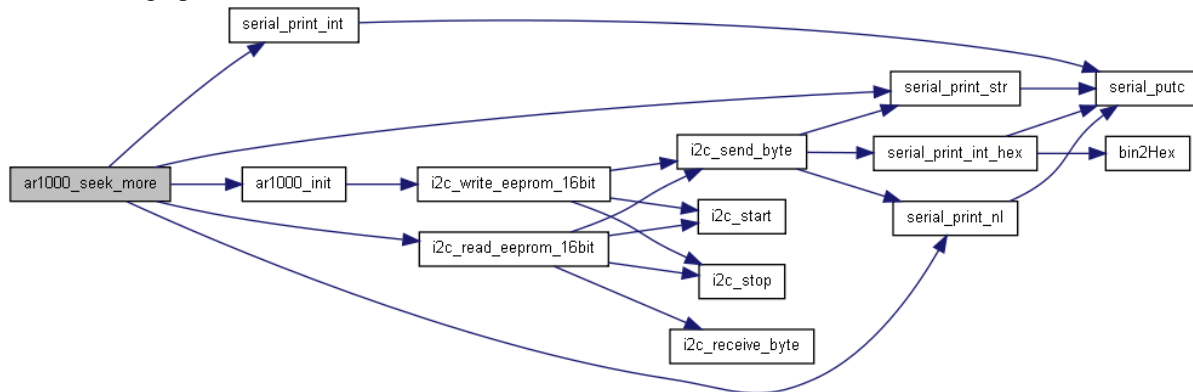 serial_print_int
serial_print_str
serial_putc
i2c_send_byte
serial_print_int_hex
bin2Hex
ar1000_seek_more
ar1000_init
i2c_write_eeprom_16bit
i2c_start
serial_print_nl
i2c_read_eeprom_16bit
i2c_stop
i2c_receive_byte